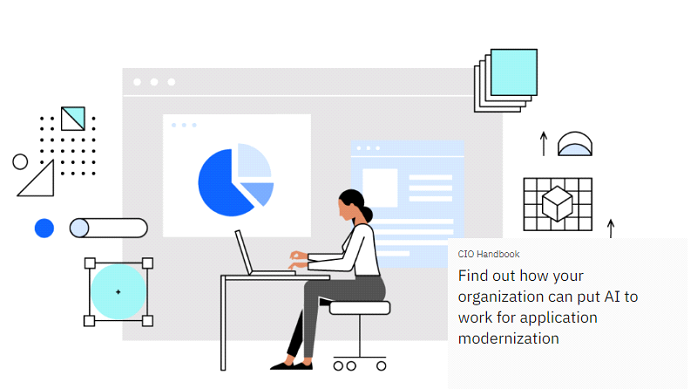 CIO Handbook
Find out how your
organization can put AI to
work for application
modernization